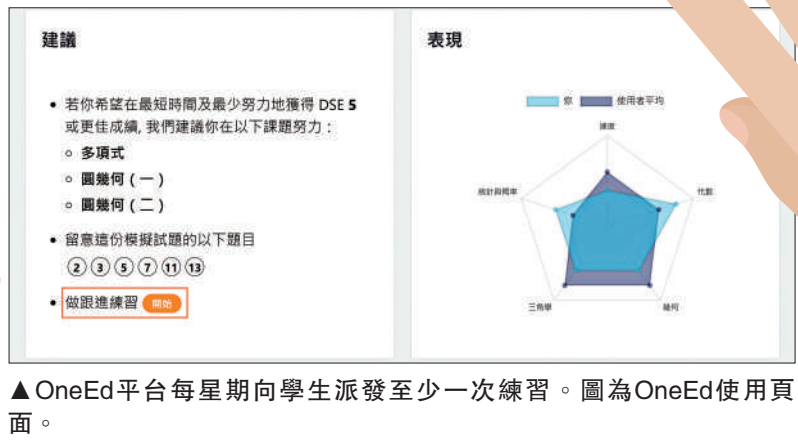 建議
若你希望在最短時間及最少努力地獲得 DSE 5
或更佳成績, 我們建議你在以下課題努力：
多項式
圓幾何 ( 一 )
圓幾何 ( 二 )
留意這份模擬試題的以下題目
2 3 5 7 11 13
做跟進練習 開始
表現
你 使用者平均
速度
統計與概率
代數
三角學
幾何
▲OneEd平台每星期向學生派發至少一次練習。圖為OneEd使用頁
面。